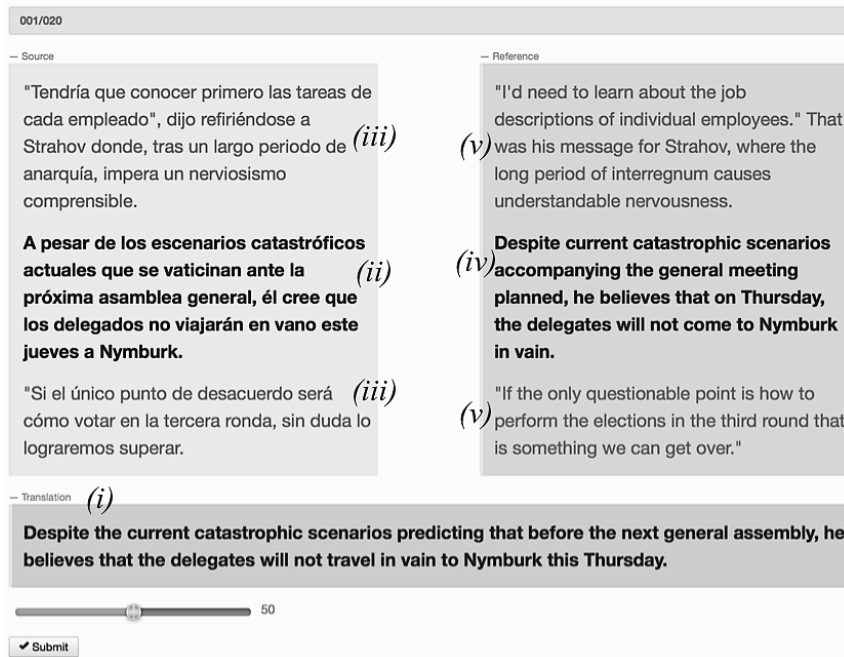 001/020
— Source
"Tendría que conocer primero las tareas de
cada empleado", dijo refiriéndose a
Strahov donde, tras un largo periodo de (iii)
anarquía, impera un nerviosismo
comprensible.
A pesar de los escenarios catastróficos
actuales que se vaticinan ante la (ii)
próxima asamblea general, él cree que
los delegados no viajarán en vano este
jueves a Nymburk.
"Si el único punto de desacuerdo será (iii)
cómo votar en la tercera ronda, sin duda lo
lograremos superar.
— Reference
"I'd need to learn about the job
descriptions of individual employees." That
(v) was his message for Strahov, where the
long period of interregnum causes
understandable nervousness.
Despite current catastrophic scenarios
(iv) accompanying the general meeting
planned, he believes that on Thursday,
the delegates will not come to Nymburk
in vain.
"If the only questionable point is how to
(v) perform the elections in the third round that
is something we can get over."
— Translation (i)
Despite the current catastrophic scenarios predicting that before the next general assembly, he
believes that the delegates will not travel in vain to Nymburk this Thursday.
50
✔ Submit